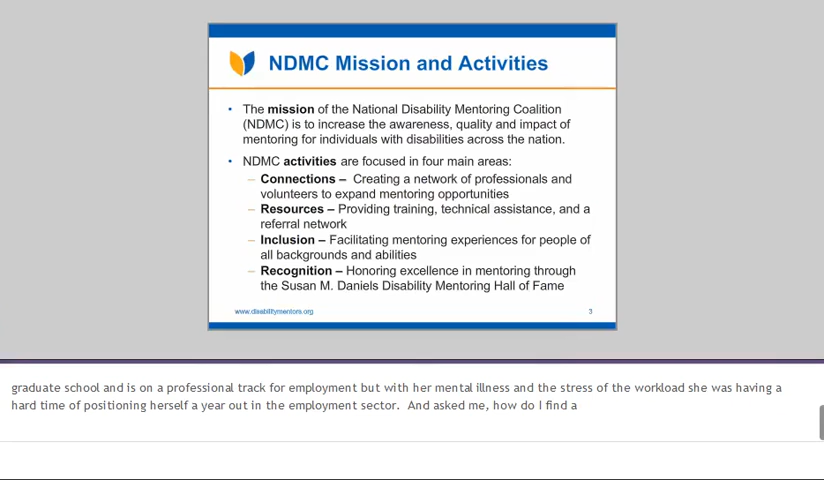 NDMC Mission and Activities
• The mission of the National Disability Mentoring Coalition
(NDMC) is to increase the awareness, quality and impact of
mentoring for individuals with disabilities across the nation.
• NDMC activities are focused in four main areas:
– Connections – Creating a network of professionals and
volunteers to expand mentoring opportunities
– Resources – Providing training, technical assistance, and a
referral network
– Inclusion – Facilitating mentoring experiences for people of
all backgrounds and abilities
– Recognition – Honoring excellence in mentoring through
the Susan M. Daniels Disability Mentoring Hall of Fame
www.disabilitymentors.org 3
graduate school and is on a professional track for employment but with her mental illness and the stress of the workload she was having a
hard time of positioning herself a year out in the employment sector.  And asked me, how do I find a